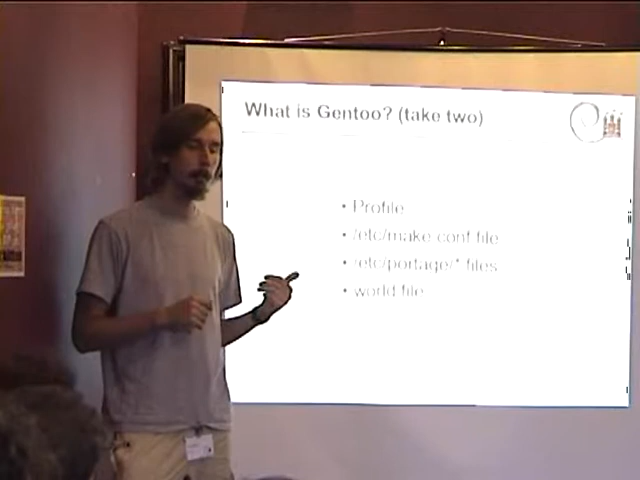 What is Gentoo? (take two)
• Profile
• /etc/make.conf file
• /etc/portage/* files
• world file